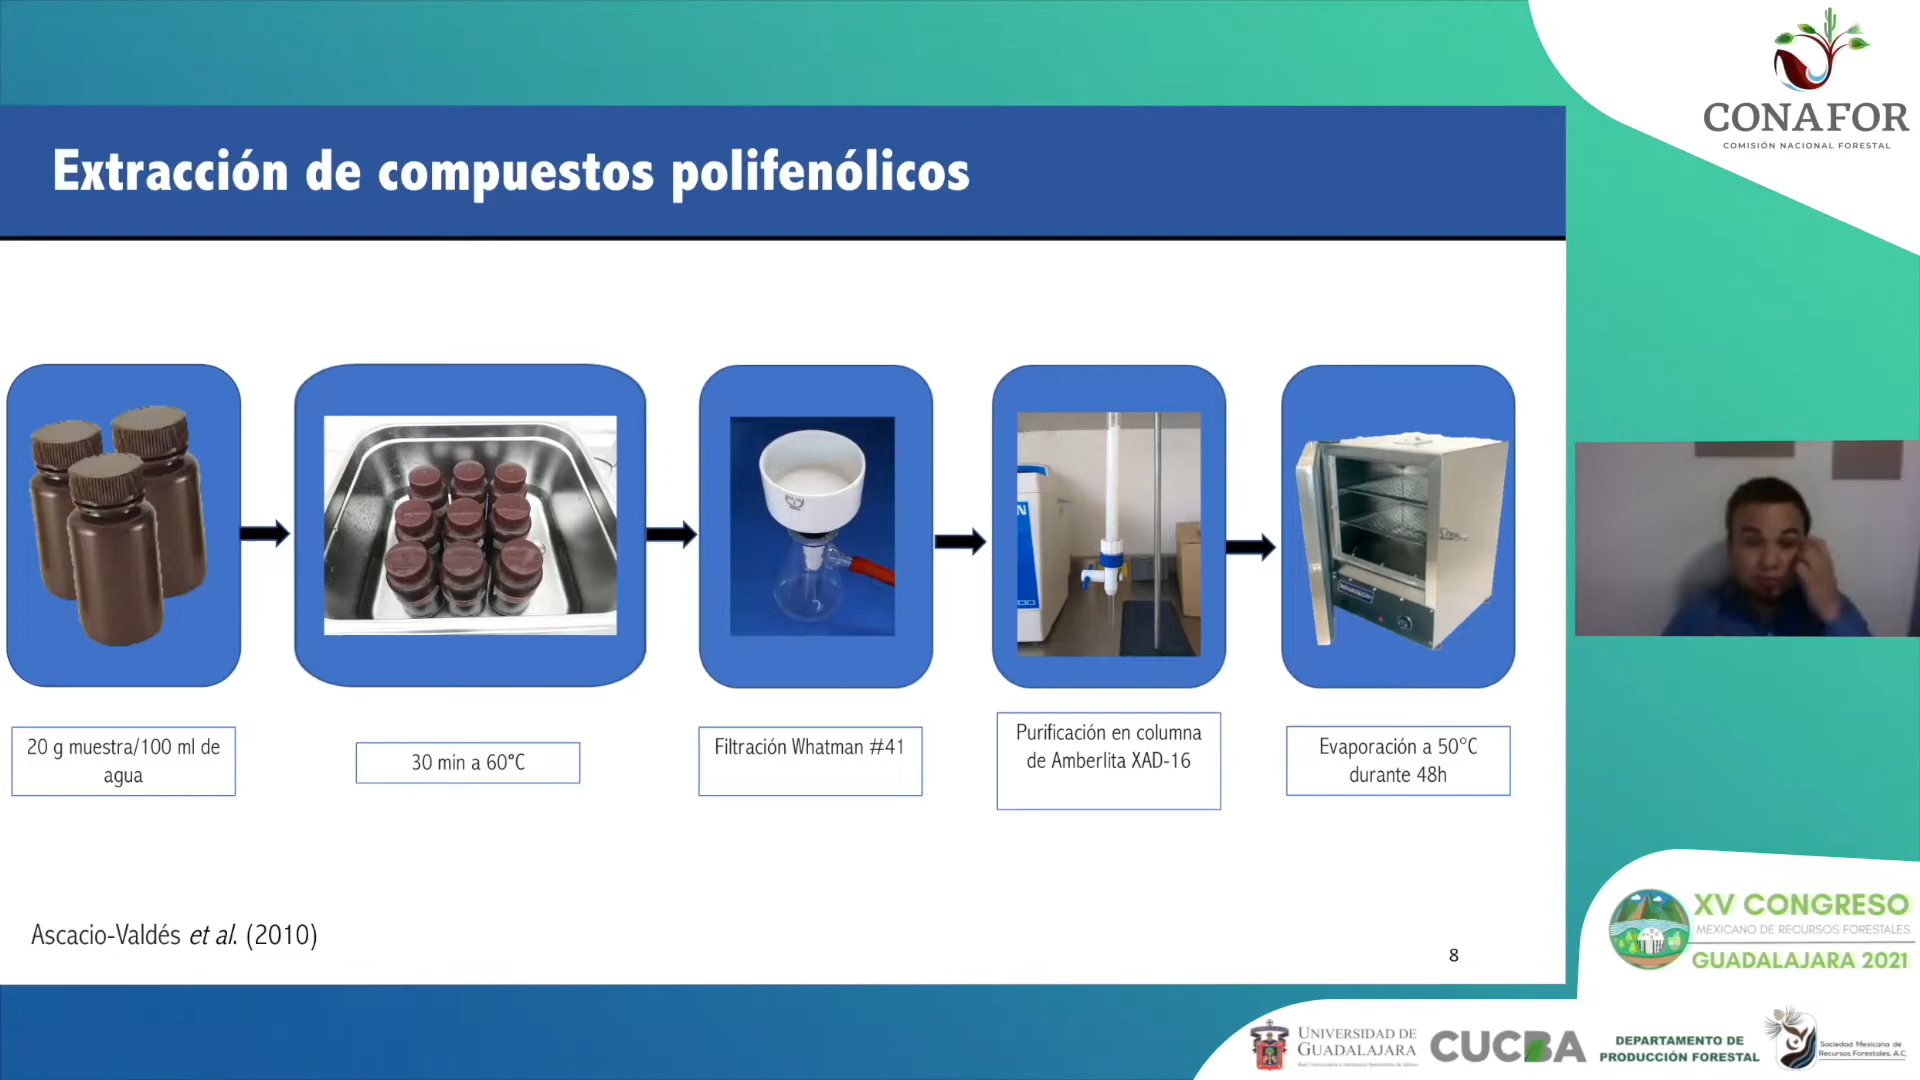 CONAFOR
COMISIÓN NACIONAL FORESTAL
Extracción de compuestos polifenólicos
20 g muestra/100 ml de
agua
30 min a 60°C
Filtración Whatman #41
Purificación en columna
de Amberlita XAD-16
Evaporación a 50°C
durante 48h
Ascacio-Valdés et al. (2010)
8
XV CONGRESO
MEXICANO DE RECURSOS FORESTALES
GUADALAJARA 2021
UNIVERSIDAD DE
GUADALAJARA
CUCBA
DEPARTAMENTO DE
PRODUCCIÓN FORESTAL
Sociedad Mexicana de
Recursos Forestales, A.C.